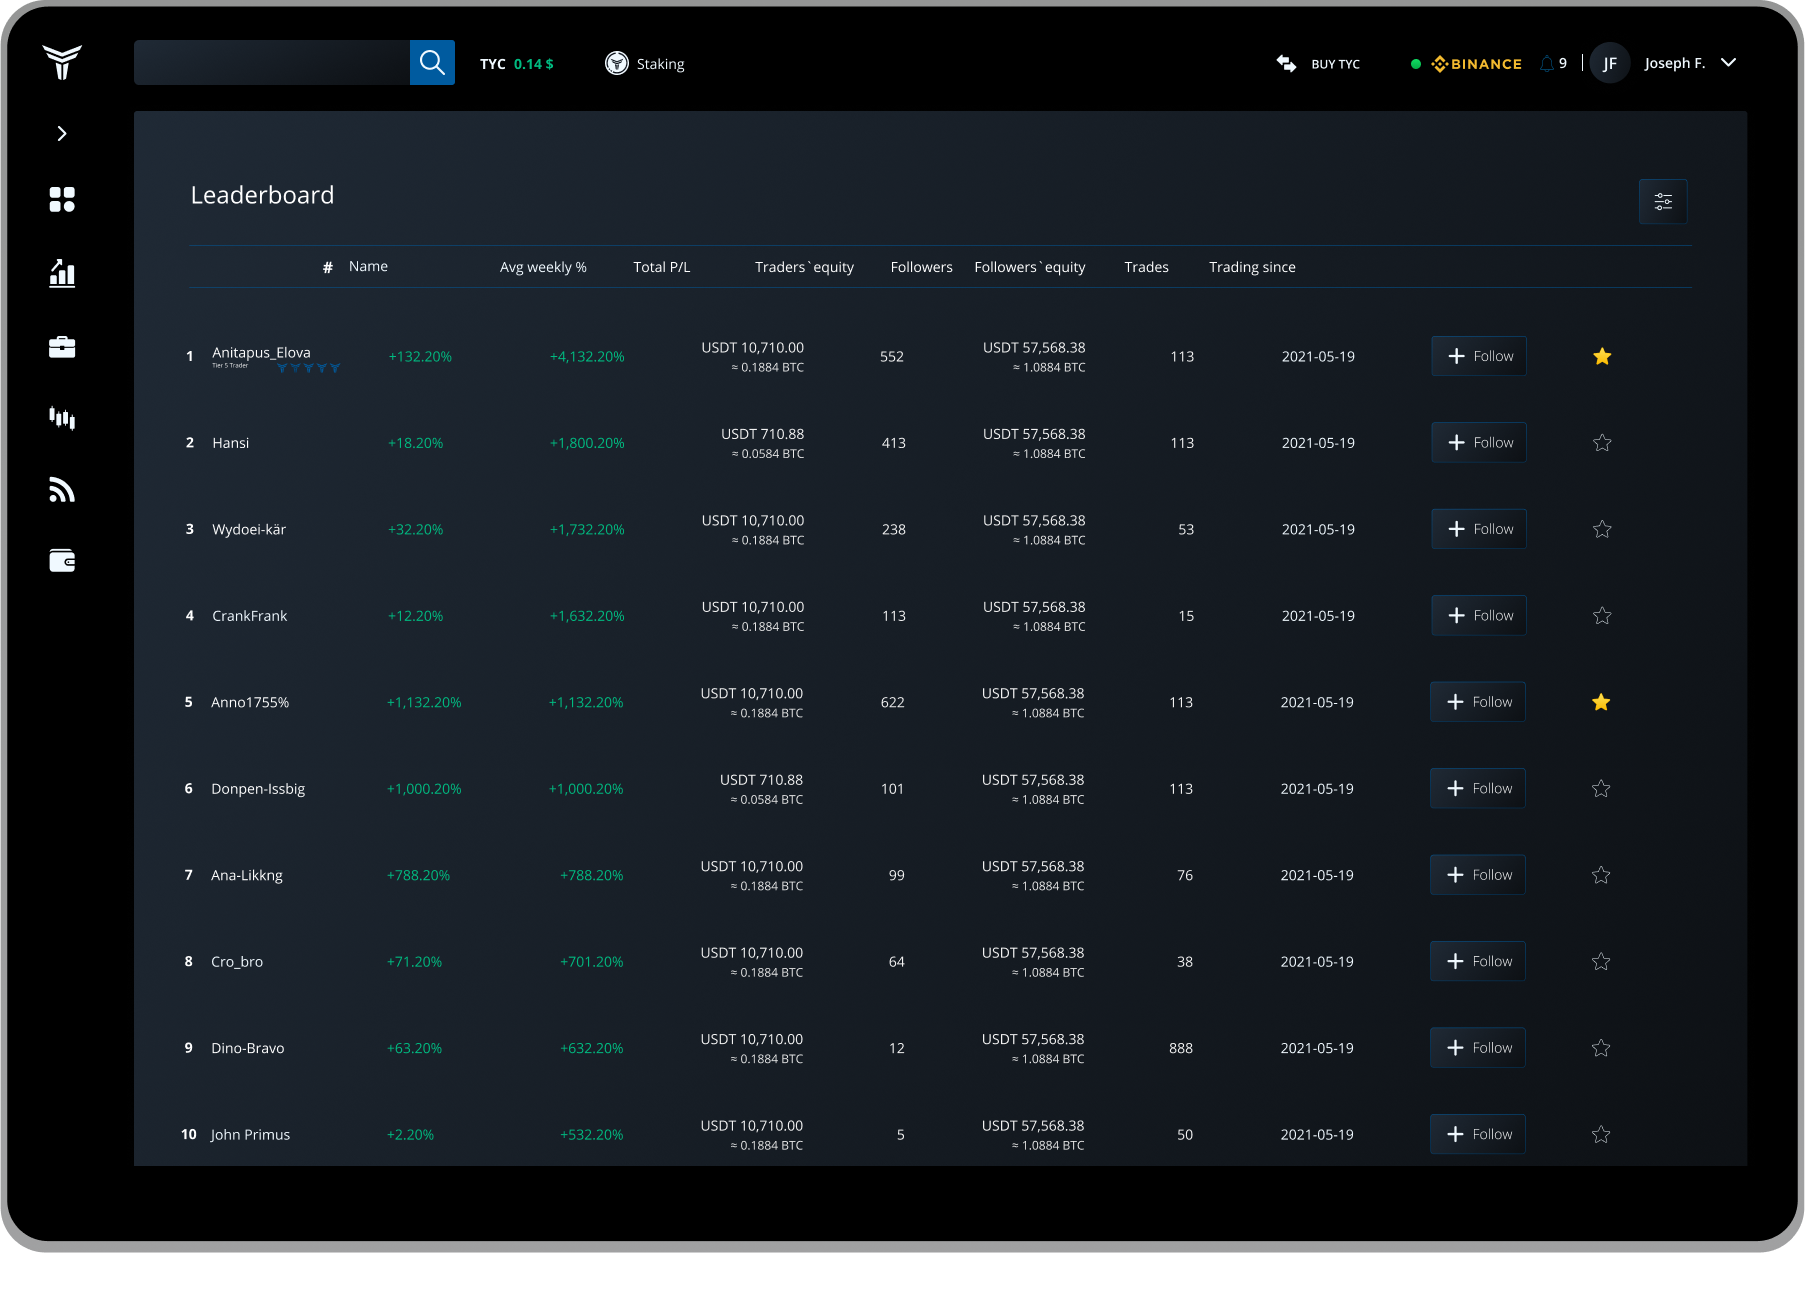 TYC 0.14 $ Staking BUY TYC BINANCE 9 JF Joseph F.
Leaderboard
# Name Avg weekly % Total P/L Traders`equity Followers Followers`equity Trades Trading since
1 Anitapus_Elova +132.20% +4,132.20% USDT 10,710.00 552 USDT 57,568.38 113 2021-05-19 Follow
Tier 5 Trader ≈ 0.1884 BTC ≈ 1.0884 BTC
2 Hansi +18.20% +1,800.20% USDT 710.88 413 USDT 57,568.38 113 2021-05-19 Follow
≈ 0.0584 BTC ≈ 1.0884 BTC
3 Wydoei-kär +32.20% +1,732.20% USDT 10,710.00 238 USDT 57,568.38 53 2021-05-19 Follow
≈ 0.1884 BTC ≈ 1.0884 BTC
4 CrankFrank +12.20% +1,632.20% USDT 10,710.00 113 USDT 57,568.38 15 2021-05-19 Follow
≈ 0.1884 BTC ≈ 1.0884 BTC
5 Anno1755% +1,132.20% +1,132.20% USDT 10,710.00 622 USDT 57,568.38 113 2021-05-19 Follow
≈ 0.1884 BTC ≈ 1.0884 BTC
6 Donpen-Issbig +1,000.20% +1,000.20% USDT 710.88 101 USDT 57,568.38 113 2021-05-19 Follow
≈ 0.0584 BTC ≈ 1.0884 BTC
7 Ana-Likkng +788.20% +788.20% USDT 10,710.00 99 USDT 57,568.38 76 2021-05-19 Follow
≈ 0.1884 BTC ≈ 1.0884 BTC
8 Cro_bro +71.20% +701.20% USDT 10,710.00 64 USDT 57,568.38 38 2021-05-19 Follow
≈ 0.1884 BTC ≈ 1.0884 BTC
9 Dino-Bravo +63.20% +632.20% USDT 10,710.00 12 USDT 57,568.38 888 2021-05-19 Follow
≈ 0.1884 BTC ≈ 1.0884 BTC
10 John Primus +2.20% +532.20% USDT 10,710.00 5 USDT 57,568.38 50 2021-05-19 Follow
≈ 0.1884 BTC ≈ 1.0884 BTC